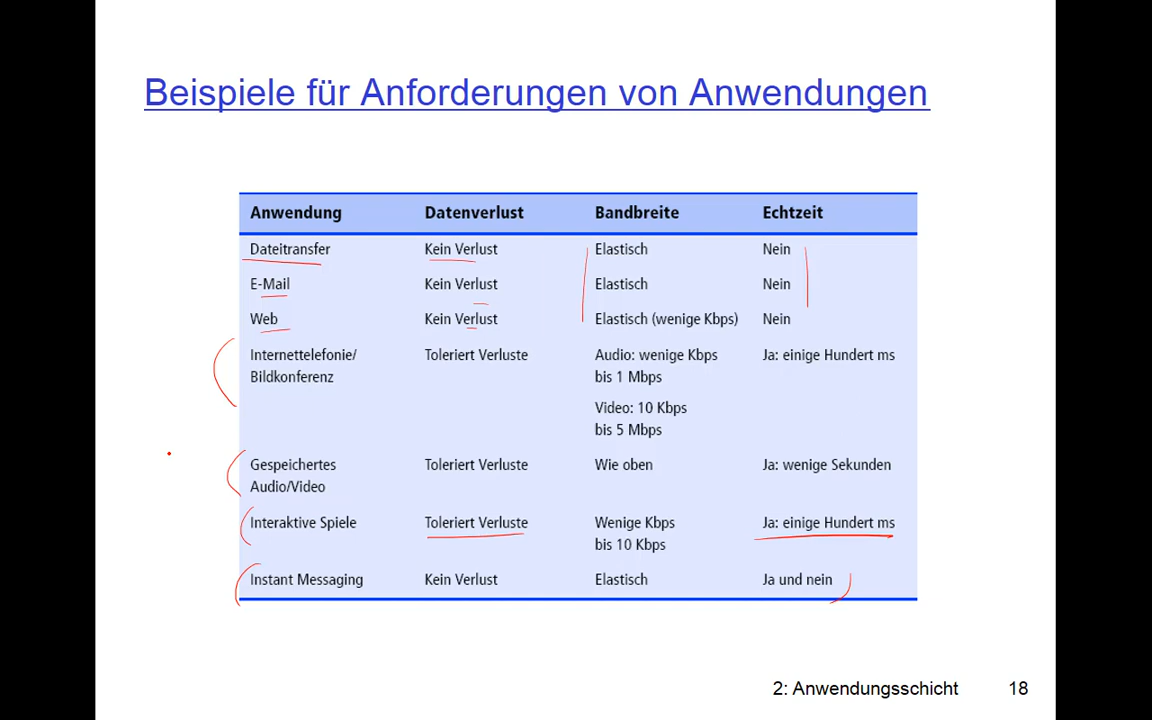 Beispiele für Anforderungen von Anwendungen
Anwendung Datenverlust Bandbreite Echtzeit
Dateitransfer Kein Verlust Elastisch Nein
E-Mail Kein Verlust Elastisch Nein
Web Kein Verlust Elastisch (wenige Kbps) Nein
Internettelefonie/ Toleriert Verluste Audio: wenige Kbps Ja: einige Hundert ms
Bildkonferenz bis 1 Mbps
Video: 10 Kbps
bis 5 Mbps
Gespeichertes Toleriert Verluste Wie oben Ja: wenige Sekunden
Audio/Video
Interaktive Spiele Toleriert Verluste Wenige Kbps Ja: einige Hundert ms
bis 10 Kbps
Instant Messaging Kein Verlust Elastisch Ja und nein
2: Anwendungsschicht 18